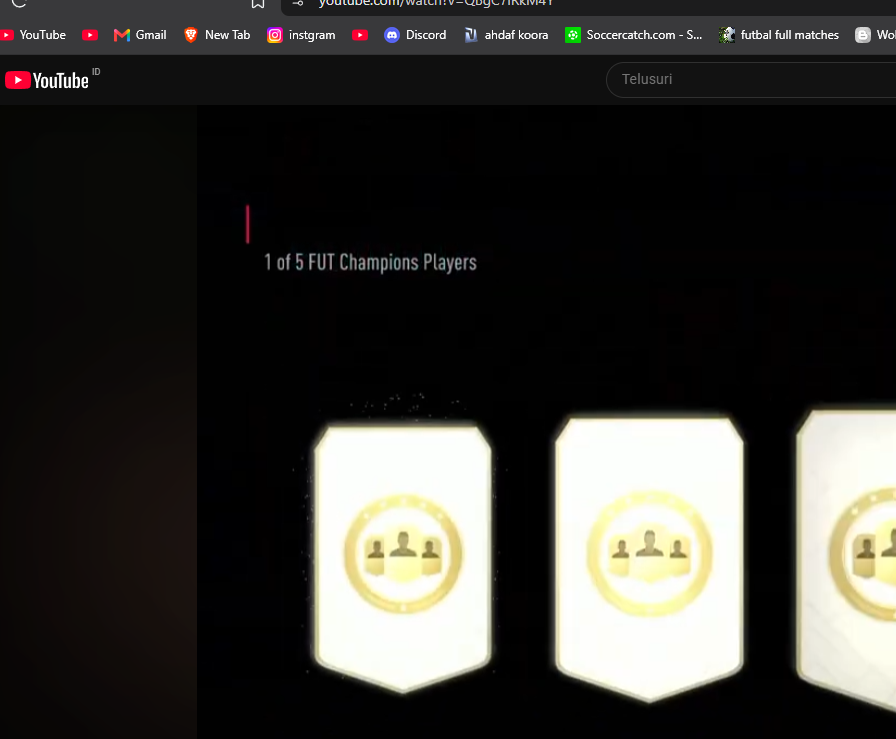 YouTube Gmail New Tab instgram Discord ahdaf koora Soccercatch.com - S... futbal full matches
YouTube ID
Telusuri
1 of 5 FUT Champions Players